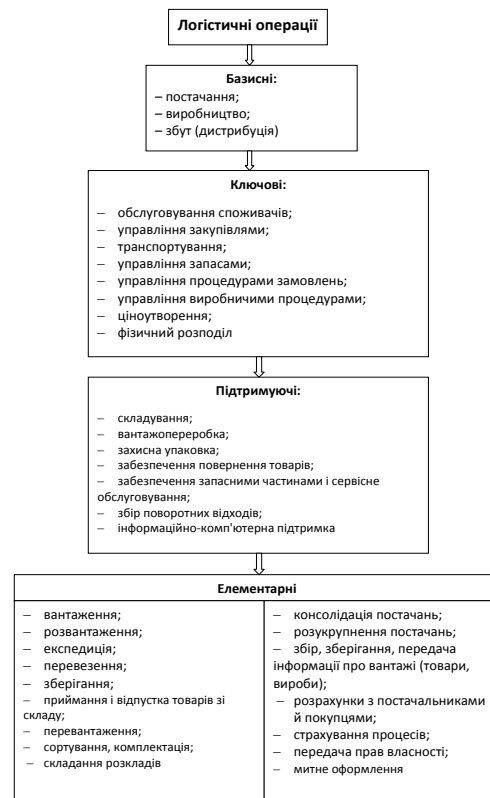 Логістичні операції
Базисні:
– постачання;
– виробництво;
– збут (дистрибуція)
Ключові:
– обслуговування споживачів;
– управління закупівлями;
– транспортування;
– управління запасами;
– управління процедурами замовлень;
– управління виробничими процедурами;
– ціноутворення;
– фізичний розподіл
Підтримуючі:
– складування;
– вантажопереробка;
– захисна упаковка;
– забезпечення повернення товарів;
– забезпечення запасними частинами і сервісне
обслуговування;
– збір поворотних відходів;
– інформаційно-комп'ютерна підтримка
Елементарні
– вантаження;
– розвантаження;
– експедиція;
– перевезення;
– зберігання;
– приймання і відпустка товарів зі
складу;
– перевантаження;
– сортування, комплектація;
– складання розкладів
– консолідація постачань;
– розукрупнення постачань;
– збір, зберігання, передача
інформації про вантажі (товари,
вироби);
– розрахунки з постачальниками
й покупцями;
– страхування процесів;
– передача прав власності;
– митне оформлення